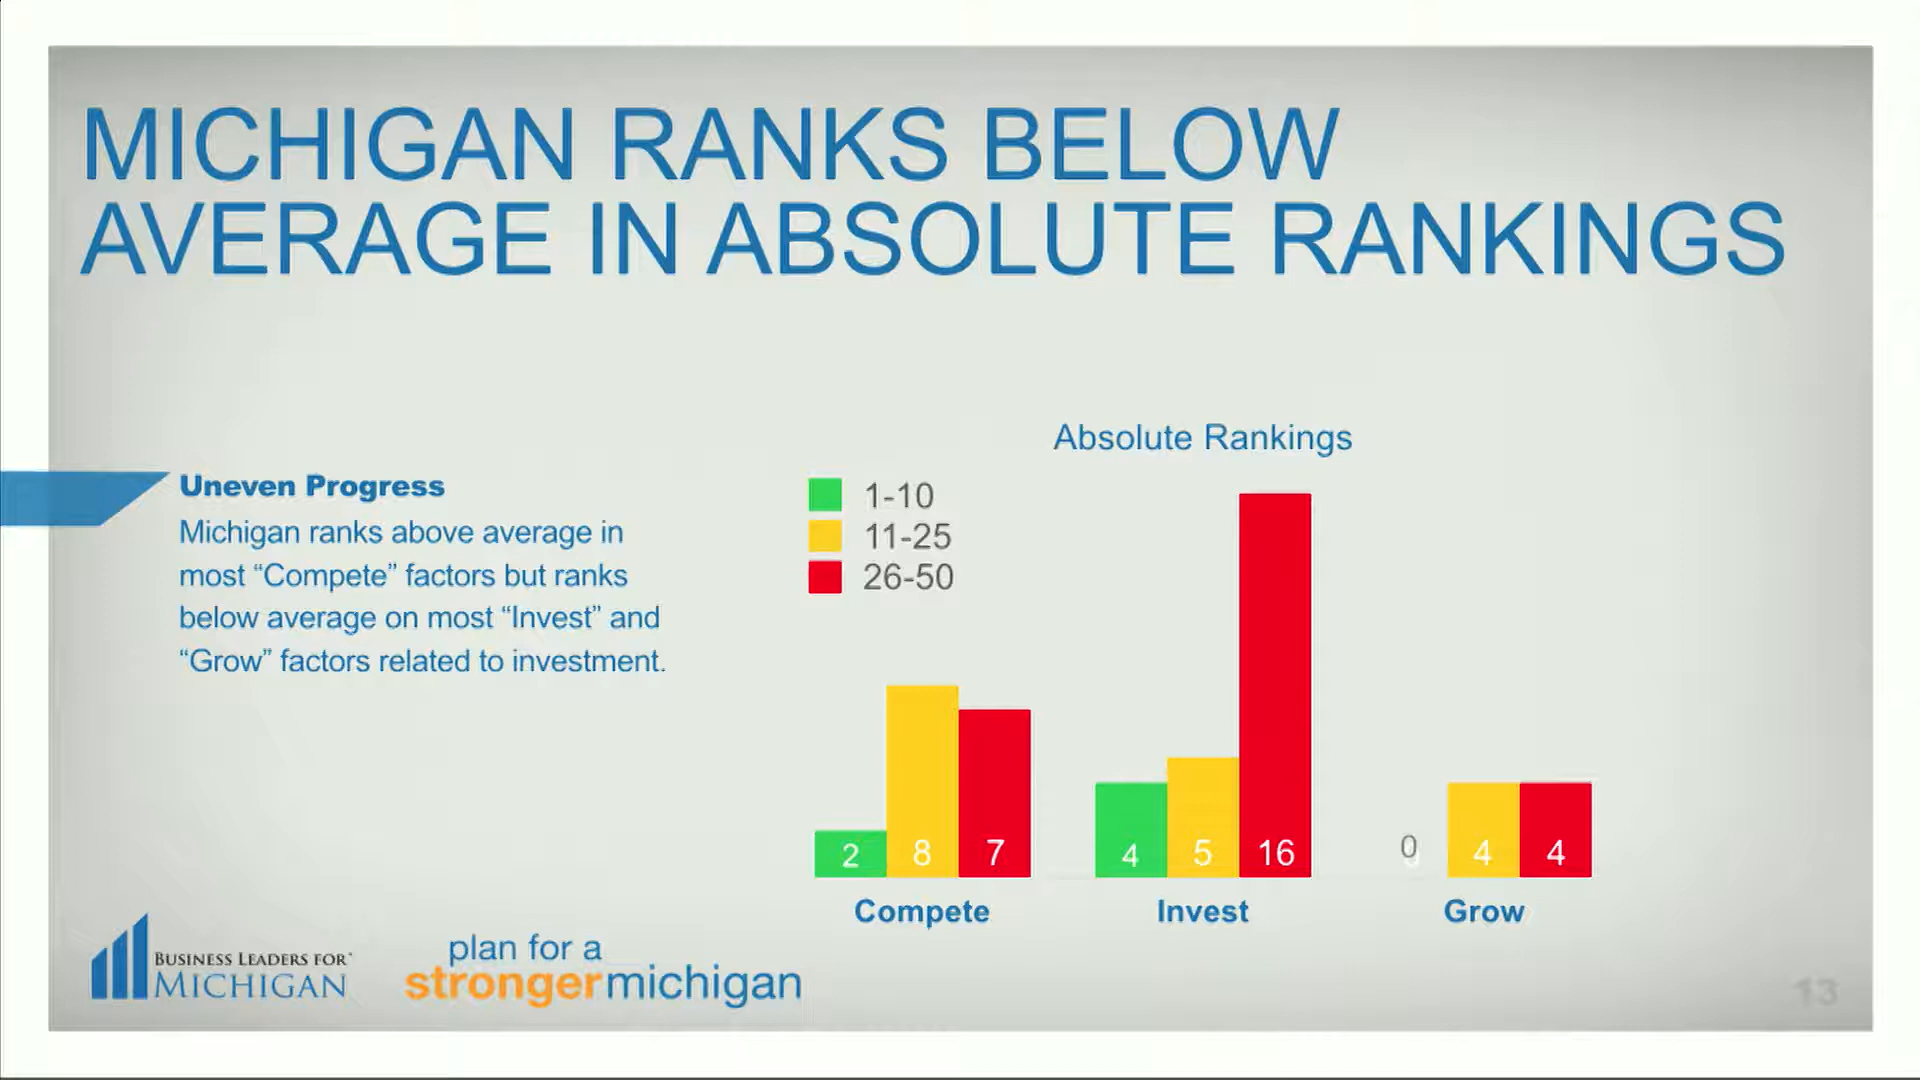 MICHIGAN RANKS BELOW
AVERAGE IN ABSOLUTE RANKINGS
Uneven Progress
Michigan ranks above average in
most “Compete” factors but ranks
below average on most “Invest” and
“Grow” factors related to investment.
Absolute Rankings
1-10
11-25
26-50
2 8 7 4 5 16 0 4 4
Compete Invest Grow
BUSINESS LEADERS FOR
MICHIGAN
plan for a
strongermichigan
13